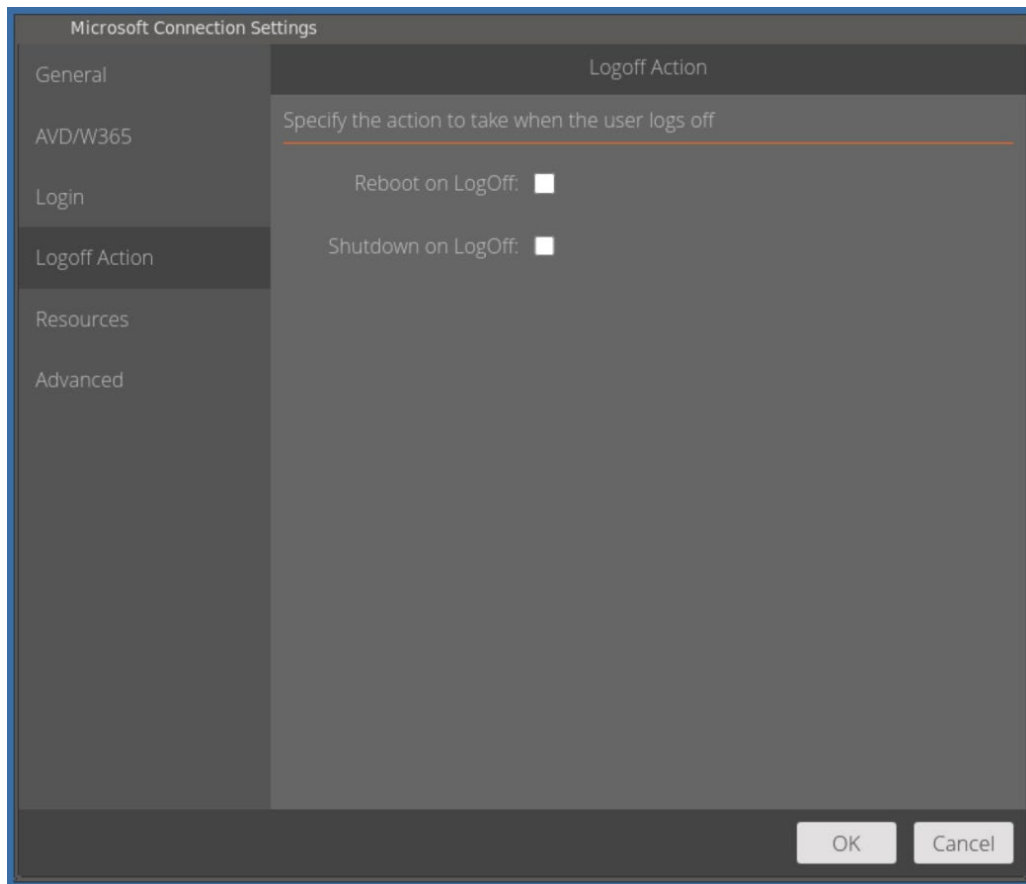 Microsoft Connection Settings
General
AVD/W365
Login
Logoff Action
Resources
Advanced
Logoff Action
Specify the action to take when the user logs off
Reboot on LogOff:
Shutdown on LogOff:
OK
Cancel